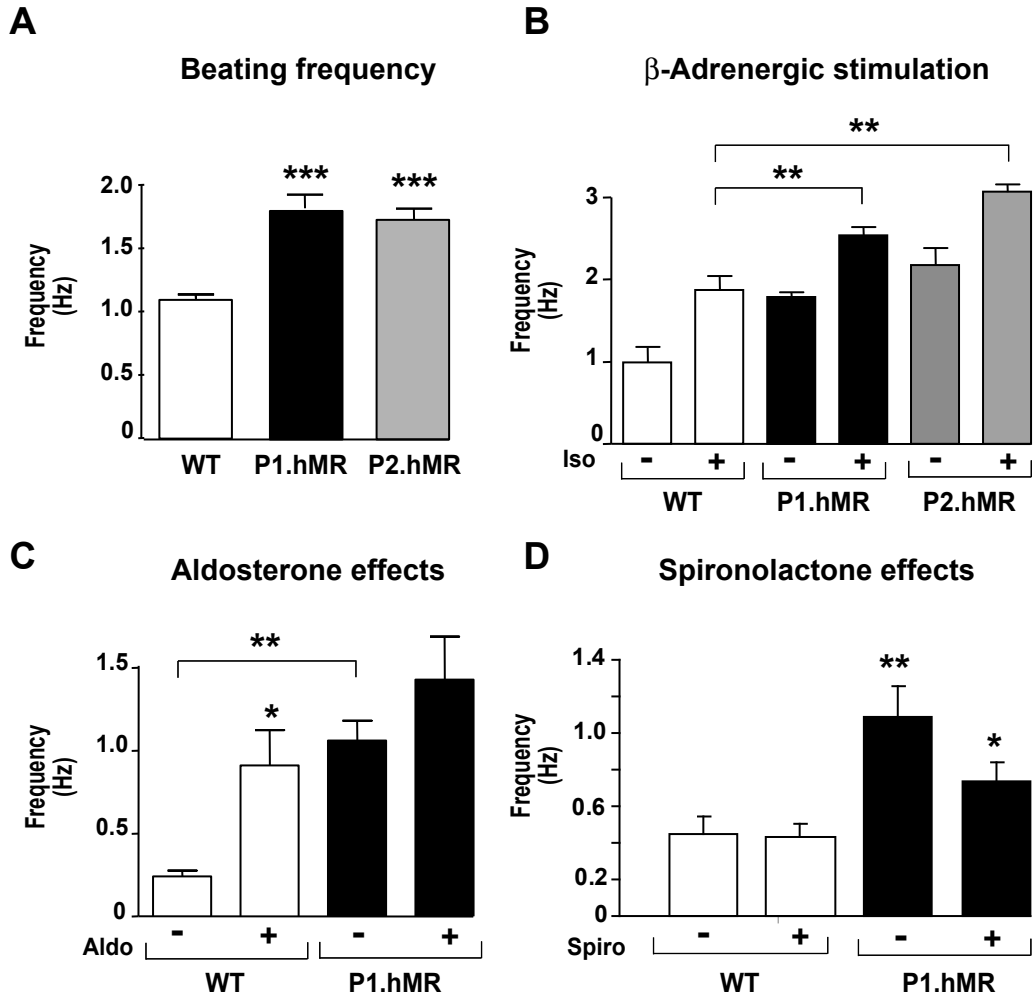 A
Beating frequency
Frequency
(Hz)
2.0
1.5
1.0
0.5
0
*** ***
WT P1.hMR P2.hMR
B
β-Adrenergic stimulation
Frequency
(Hz)
3
2
1
0
**
**
Iso - + - + - +
WT P1.hMR P2.hMR
C
Aldosterone effects
Frequency
(Hz)
1.5
1.0
0.5
0
**
*
Aldo - + - +
WT P1.hMR
D
Spironolactone effects
Frequency
(Hz)
1.4
1.0
0.6
0.2
0
**
*
Spiro - + - +
WT P1.hMR